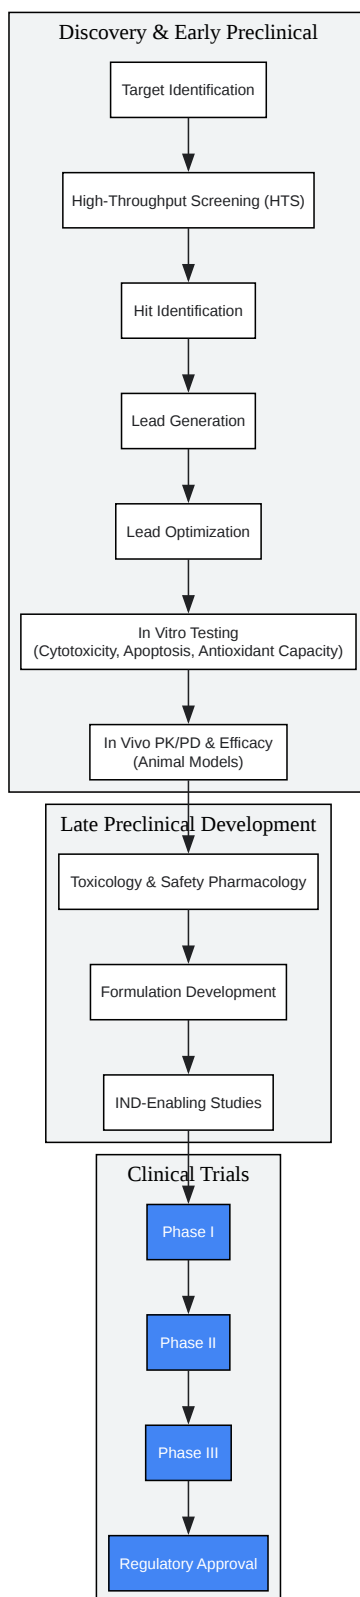 Discovery & Early Preclinical
Target Identification
High-Throughput Screening (HTS)
Hit Identification
Lead Generation
Lead Optimization
In Vitro Testing
(Cytotoxicity, Apoptosis, Antioxidant Capacity)
In Vivo PK/PD & Efficacy
(Animal Models)
Late Preclinical Development
Toxicology & Safety Pharmacology
Formulation Development
IND-Enabling Studies
Clinical Trials
Phase I
Phase II
Phase III
Regulatory Approval